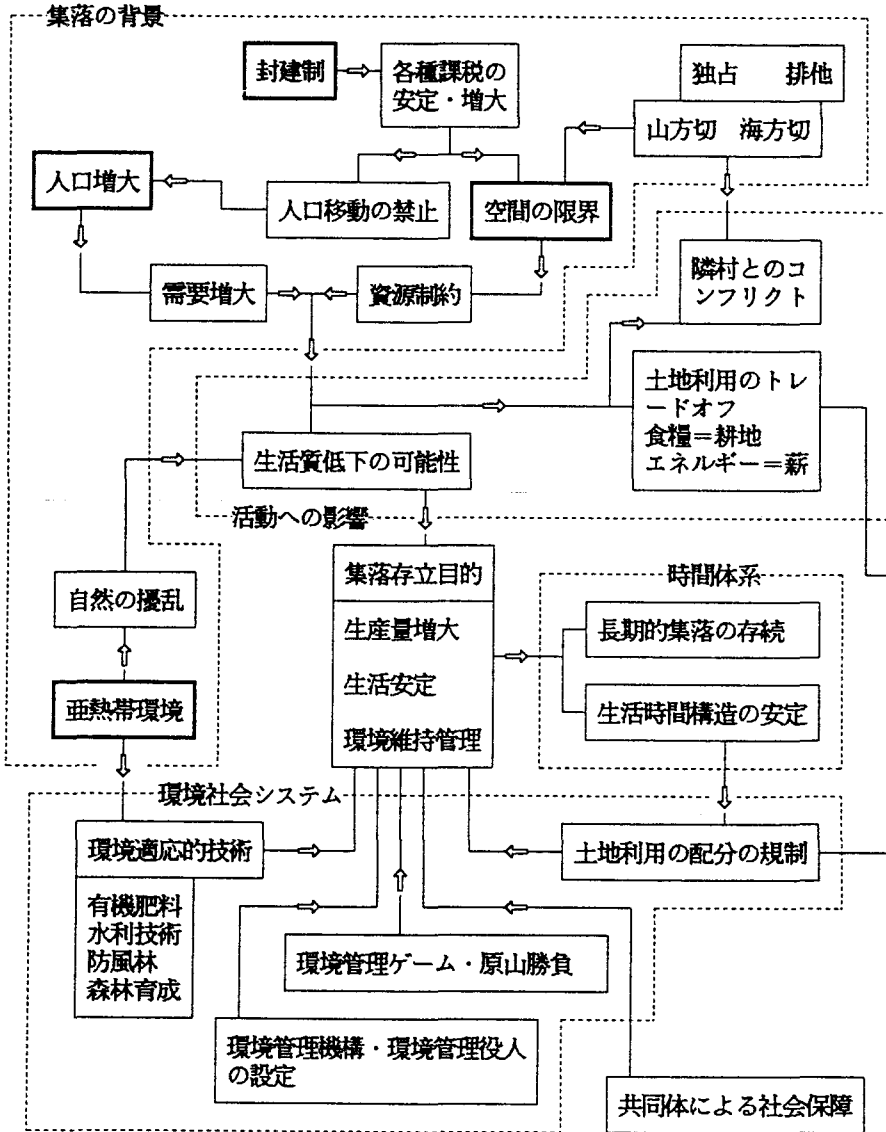 集落の背景
封建制
各種課税の
安定・増大
独占 排他
山方切 海方切
人口増大
人口移動の禁止
空間の限界
隣村とのコ
ンフリクト
需要増大
資源制約
土地利用のトレ
ードオフ
食糧=耕地
エネルギー=薪
生活質低下の可能性
活動への影響
集落存立目的
生産量増大
生活安定
環境維持管理
時間体系
長期的集落の存続
生活時間構造の安定
自然の擾乱
亜熱帯環境
環境社会システム
環境適応的技術
有機肥料
水利技術
防風林
森林育成
土地利用の配分の規制
環境管理ゲーム・原山勝負
環境管理機構・環境管理役人
の設定
共同体による社会保障